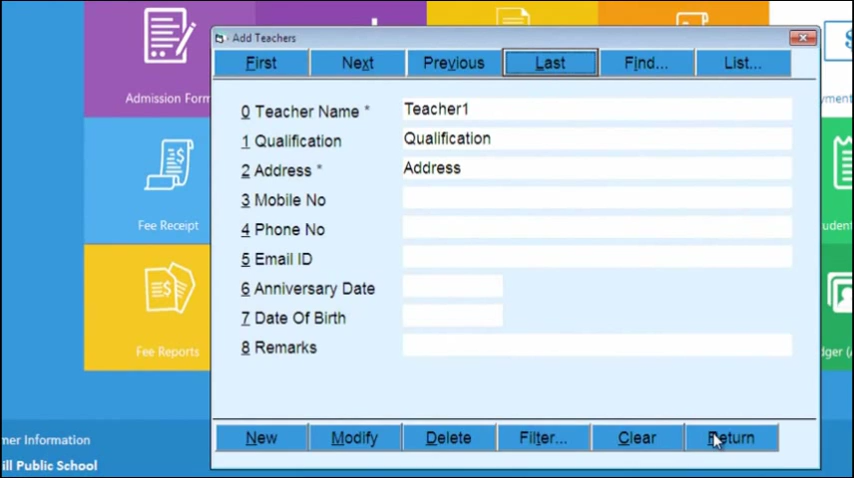 Add Teachers
First Next Previous Last Find... List...
Admission Form
0 Teacher Name * Teacher1
1 Qualification Qualification
2 Address * Address
3 Mobile No
4 Phone No
Fee Receipt
5 Email ID
6 Anniversary Date
7 Date Of Birth
8 Remarks
Fee Reports
New Modify Delete Filter... Clear Return
mer Information
ill Public School